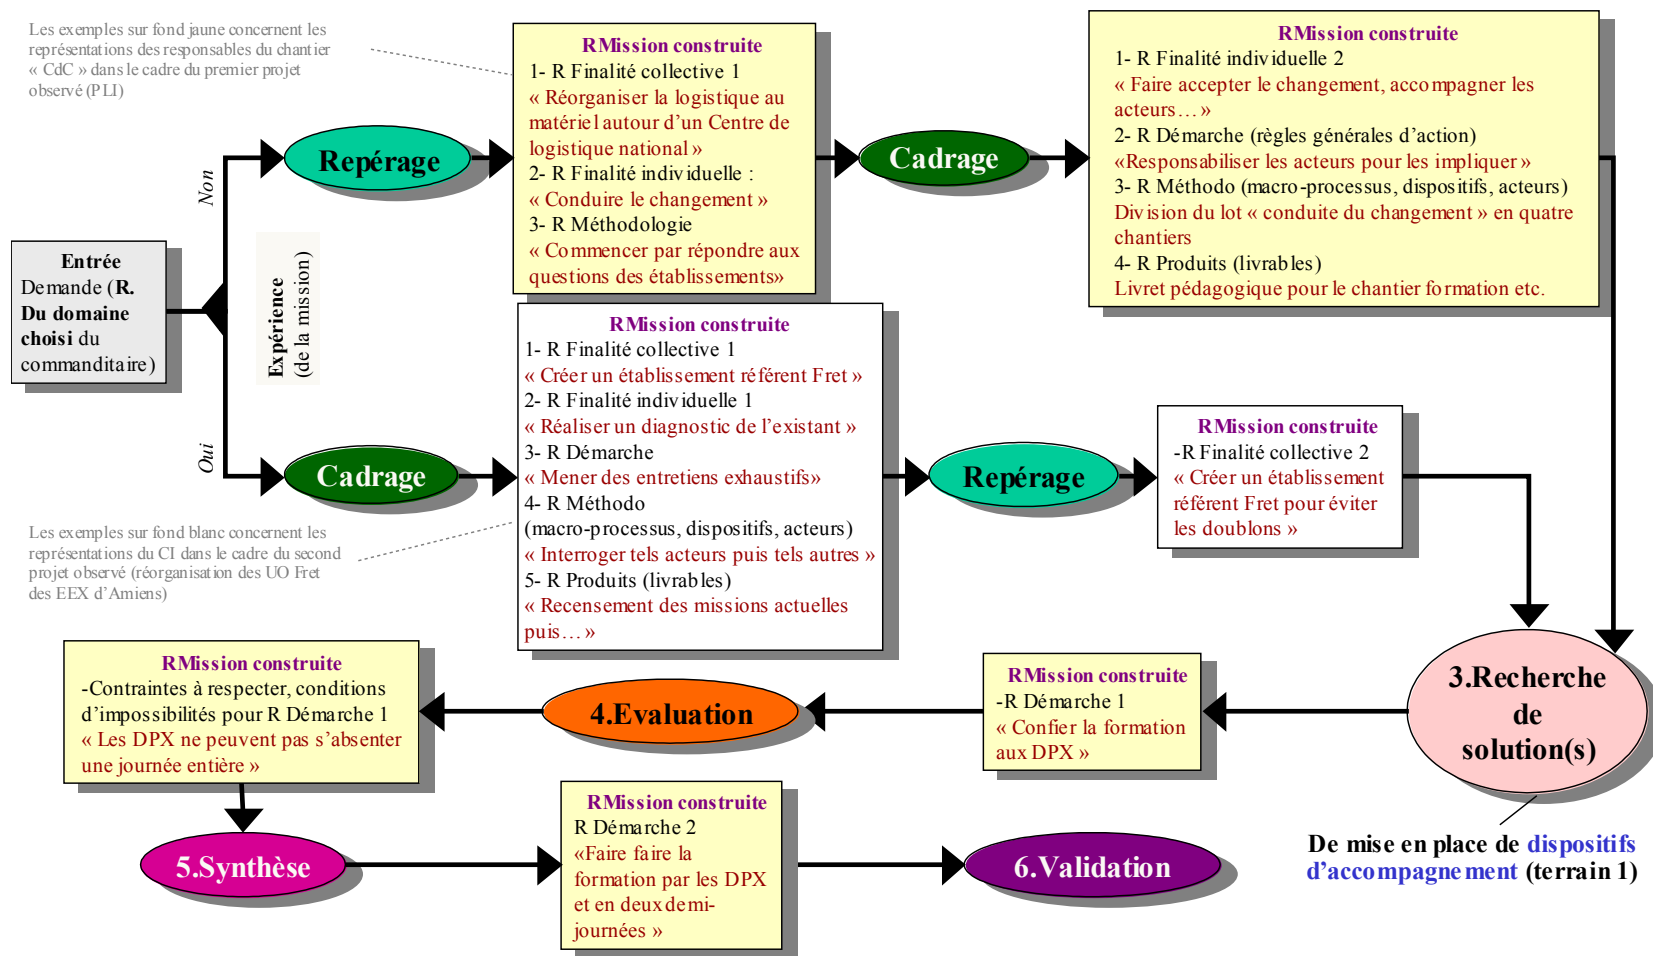 Les exemples sur fond jaune concernent les
représentations des responsables du chantier
« CdC » dans le cadre du premier projet
observé (PLI)
RMission construite
1- R Finalité collective 1
« Réorganiser la logistique au
matériel autour d’un Centre de
logistique national »
2- R Finalité individuelle :
« Conduire le changement »
3- R Méthodologie
« Commencer par répondre aux
questions des établissements»
RMission construite
1- R Finalité individuelle 2
« Faire accepter le changement, accompagner les
acteurs… »
2- R Démarche (règles générales d’action)
«Responsabiliser les acteurs pour les impliquer »
3- R Méthodo (macro-processus, dispositifs, acteurs)
Division du lot « conduite du changement » en quatre
chantiers
4- R Produits (livrables)
Livret pédagogique pour le chantier formation etc.
Repérage
Cadrage
Non
Entrée
Demande (R.
Du domaine
choisi du
commanditaire)
Expérience
(de la mission)
Oui
Cadrage
RMission construite
1- R Finalité collective 1
« Créer un établissement référent Fret »
2- R Finalité individuelle 1
« Réaliser un diagnostic de l’existant »
3- R Démarche
« Mener des entretiens exhaustifs»
4- R Méthodo
(macro-processus, dispositifs, acteurs)
« Interroger tels acteurs puis tels autres »
5- R Produits (livrables)
« Recensement des missions actuelles
puis… »
Repérage
RMission construite
-R Finalité collective 2
« Créer un établissement
référent Fret pour éviter
les doublons »
Les exemples sur fond blanc concernent les
représentations du CI dans le cadre du second
projet observé (réorganisation des UO Fret
des EEX d’Amiens)
3.Recherche
de
solution(s)
De mise en place de dispositifs
d’accompagnement (terrain 1)
RMission construite
-R Démarche 1
« Confier la formation
aux DPX »
4.Evaluation
RMission construite
-Contraintes à respecter, conditions
d’impossibilités pour R Démarche 1
« Les DPX ne peuvent pas s’absenter
une journée entière »
5.Synthèse
RMission construite
R Démarche 2
«Faire faire la
formation par les DPX
et en deux demi-
journées »
6.Validation